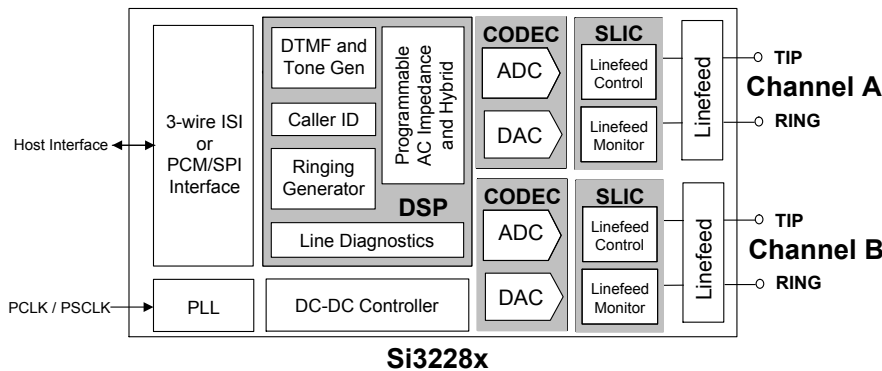 Host Interface
PCLK / PSCLK
3-wire ISI
or
PCM/SPI
Interface
PLL
DTMF and
Tone Gen
Caller ID
Ringing
Generator
Programmable
AC Impedance
and Hybrid
DSP
Line Diagnostics
DC-DC Controller
CODEC
ADC
DAC
SLIC
Linefeed
Control
Linefeed
Monitor
Linefeed
TIP
Channel A
RING
CODEC
ADC
DAC
SLIC
Linefeed
Control
Linefeed
Monitor
Linefeed
TIP
Channel B
RING
Si3228x